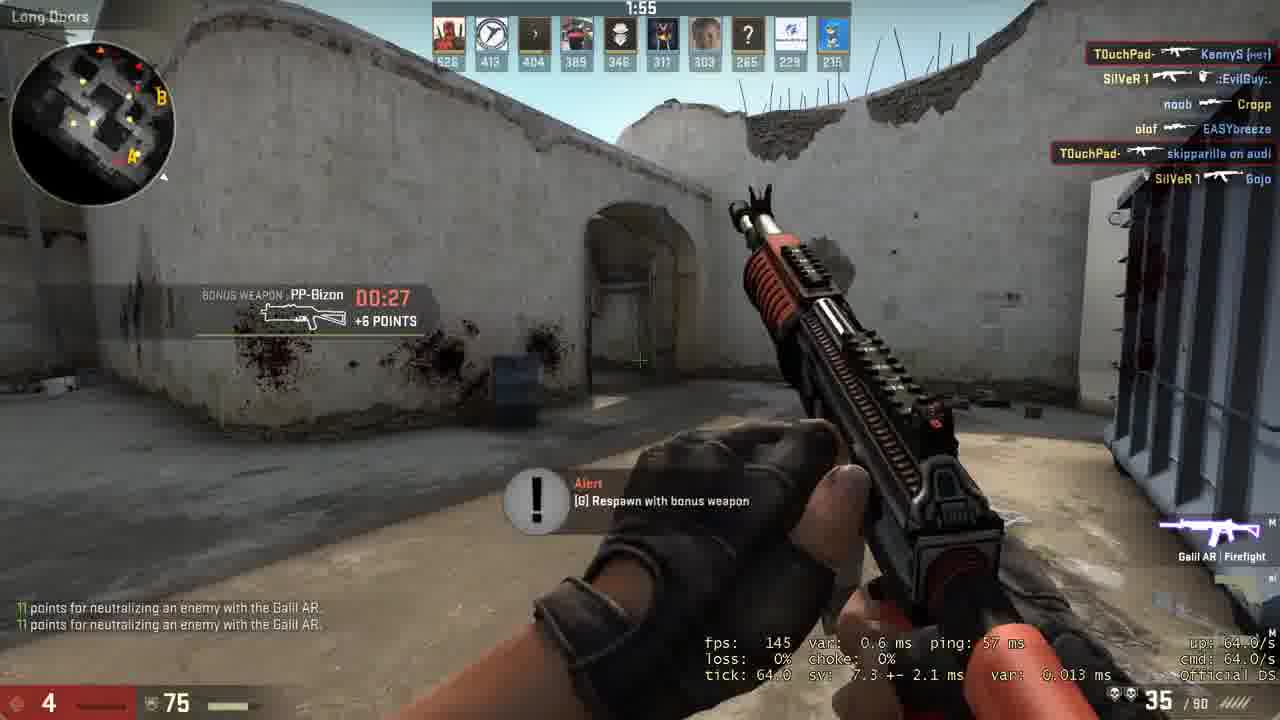 Long Doors
1:55
526 413 404 389 346 311 303 265 229 215
B
A
TOuchPad- KennyS
SilVeR 1 .:EvilGuy:.
noob Crapp
olof EASYbreeze
TOuchPad- skipparilla on audi
SilVeR 1 Gojo
BONUS WEAPON PP-Bizon 00:27
+6 POINTS
Alert
[G] Respawn with bonus weapon
M
Galil AR | Firefight
11 points for neutralizing an enemy with the Galil AR.
11 points for neutralizing an enemy with the Galil AR.
M
fps: 145 var: 0.6 ms ping: 57 ms up: 64.0/s
loss: 0% choke: 0% cmd: 64.0/s
tick: 64.0 sv: 7.3 +- 2.1 ms var: 0.013 ms official DS
4 75 35 / 90